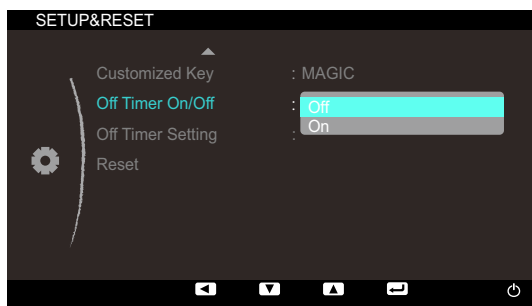 SETUP&RESET
Customized Key : MAGIC
Off Timer On/Off : Off
On
Off Timer Setting :
Reset